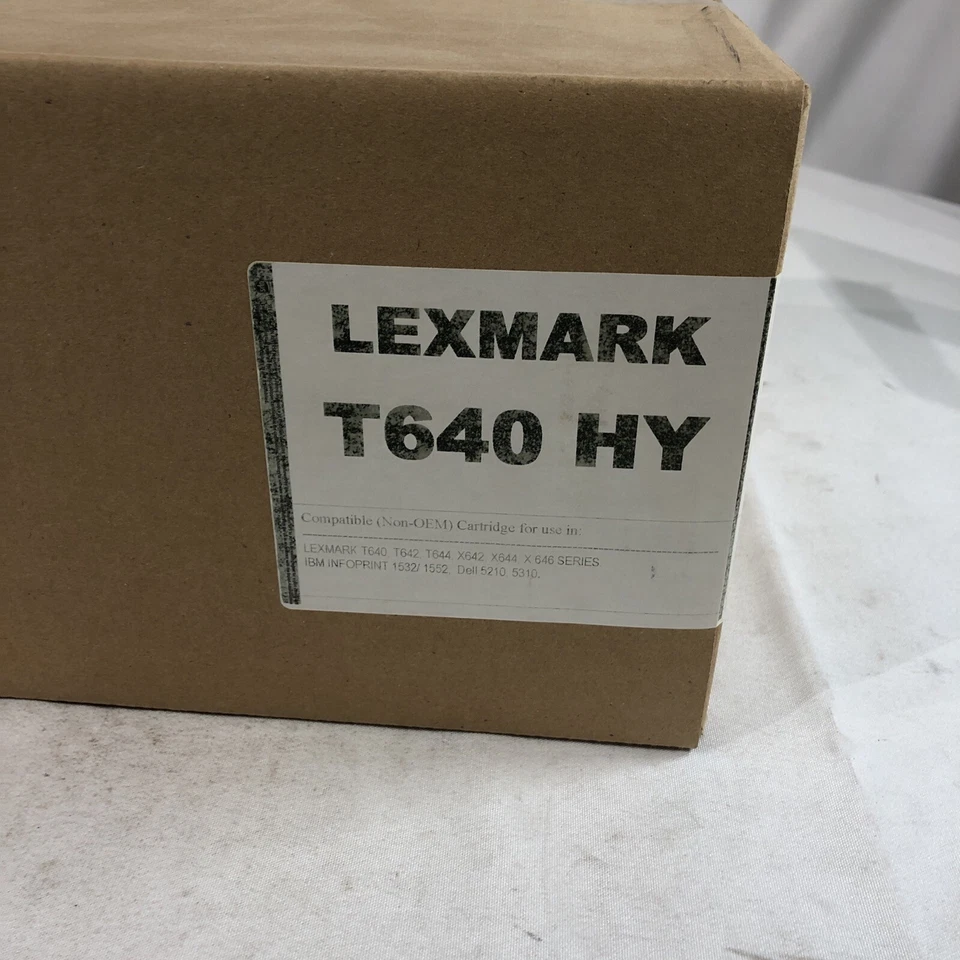 LEXMARK
T640 HY
Compatible (Non-OEM) Cartridge for use in:
LEXMARK T640, T642, T644, X642, X644, X 646 SERIES
IBM INFOPRINT 1532/ 1552, Dell 5210, 5310,